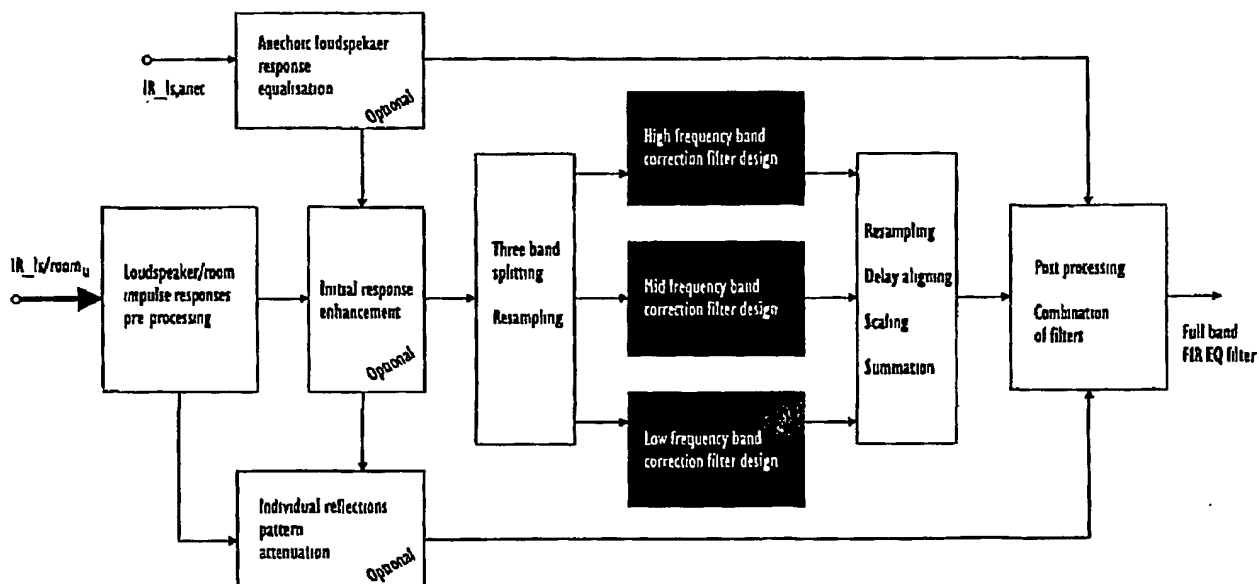 Anechoic loudspekaer
response
equalisation
Optional
IR_ls,anec
High frequency band
correction filter design
IR_ls/room_u
Loudspeaker/room
impulse responses
pre processing
Initial response
enhancement
Optional
Three band
splitting
Resampling
Mid frequency band
correction filter design
Resampling
Delay aligning
Scaling
Summation
Post processing
Combination
of filters
Full band
FIR EQ filter
Low frequency band
correction filter design
Individual reflections
pattern
attenuation
Optional